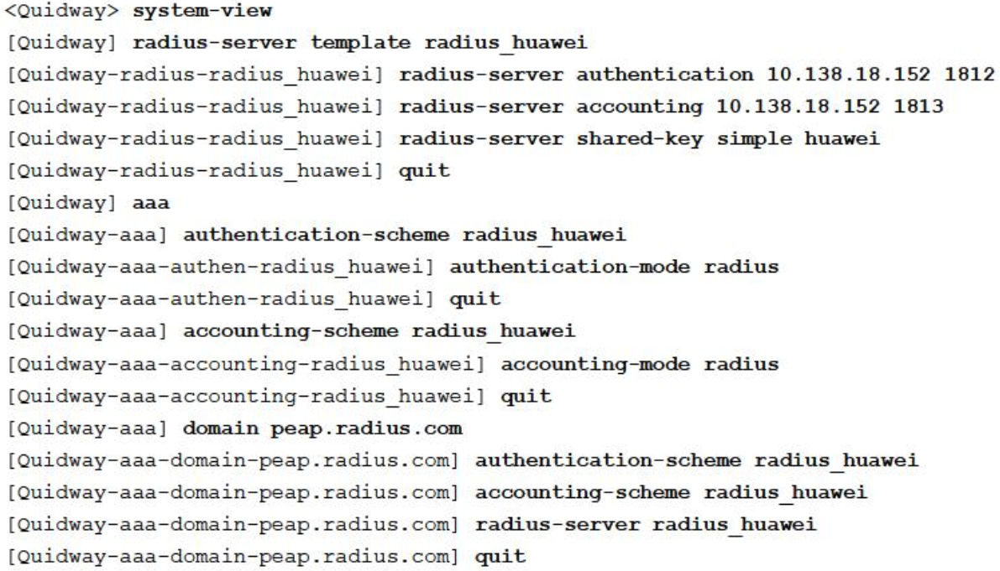 <Quidway> system-view
[Quidway] radius-server template radius_huawei
[Quidway-radius-radius_huawei] radius-server authentication 10.138.18.152 1812
[Quidway-radius-radius_huawei] radius-server accounting 10.138.18.152 1813
[Quidway-radius-radius_huawei] radius-server shared-key simple huawei
[Quidway-radius-radius_huawei] quit
[Quidway] aaa
[Quidway-aaa] authentication-scheme radius_huawei
[Quidway-aaa-authen-radius_huawei] authentication-mode radius
[Quidway-aaa-authen-radius_huawei] quit
[Quidway-aaa] accounting-scheme radius_huawei
[Quidway-aaa-accounting-radius_huawei] accounting-mode radius
[Quidway-aaa-accounting-radius_huawei] quit
[Quidway-aaa] domain peap.radius.com
[Quidway-aaa-domain-peap.radius.com] authentication-scheme radius_huawei
[Quidway-aaa-domain-peap.radius.com] accounting-scheme radius_huawei
[Quidway-aaa-domain-peap.radius.com] radius-server radius_huawei
[Quidway-aaa-domain-peap.radius.com] quit